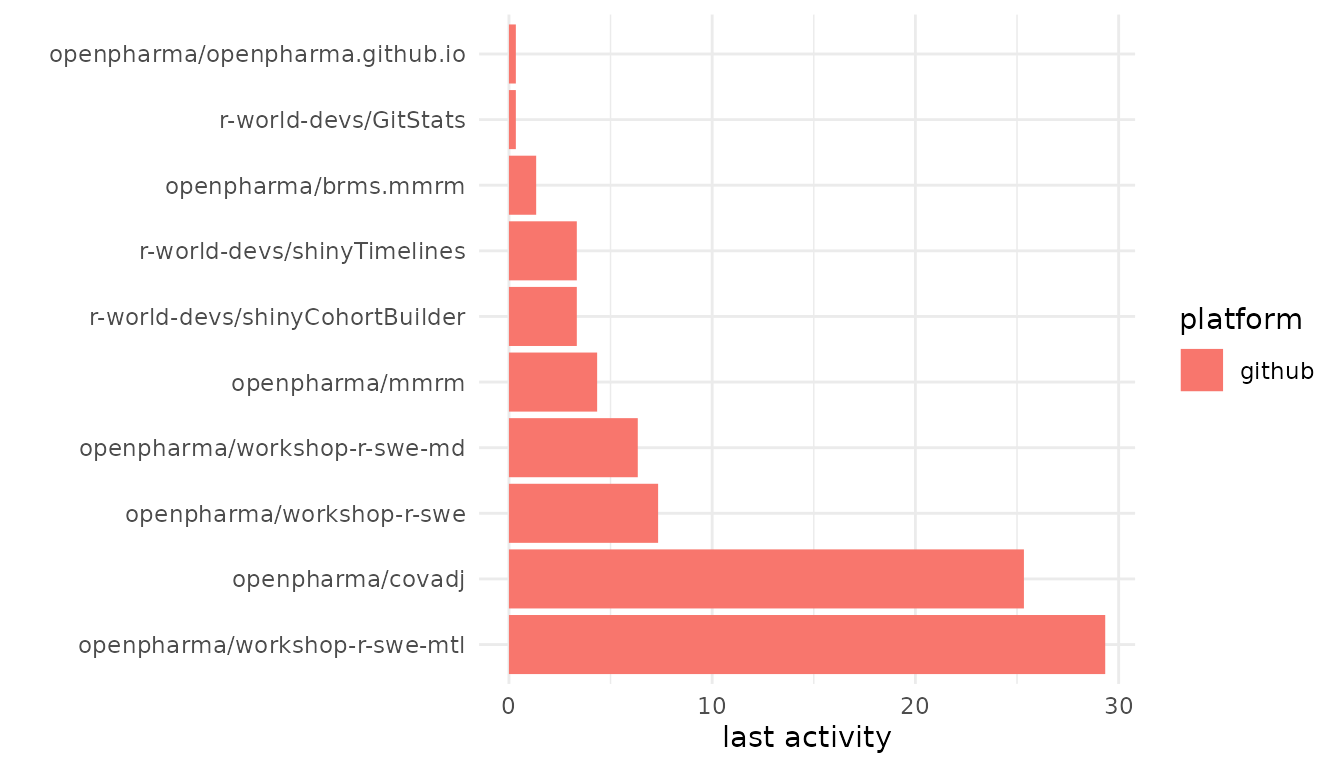 openpharma/openpharma.github.io
r-world-devs/GitStats
openpharma/brms.mmrm
r-world-devs/shinyTimelines
r-world-devs/shinyCohortBuilder
openpharma/mmrm
openpharma/workshop-r-swe-md
openpharma/workshop-r-swe
openpharma/covadj
openpharma/workshop-r-swe-mtl
0 10 20 30
last activity
platform
github